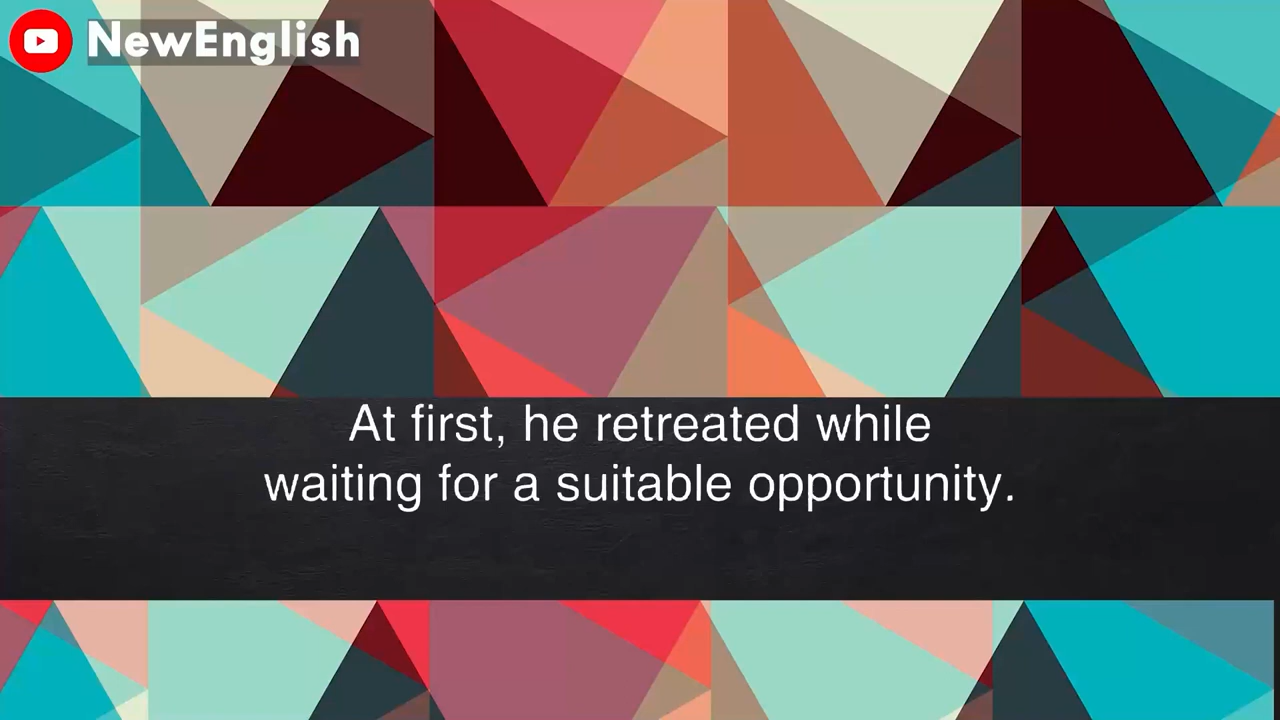 NewEnglish
At first, he retreated while
waiting for a suitable opportunity.